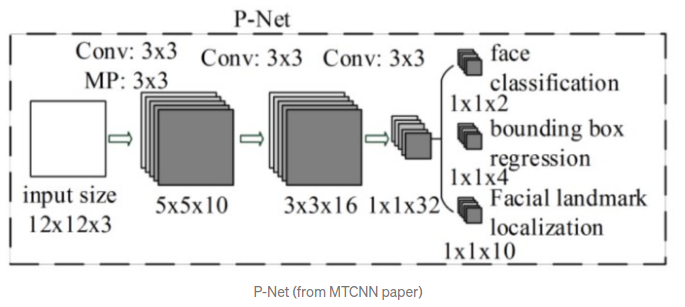 P-Net
Conv: 3x3
MP: 3x3
Conv: 3x3
Conv: 3x3
input size
12x12x3
5x5x10
3x3x16
1x1x32
face
classification
1x1x2
bounding box
regression
1x1x4
Facial landmark
localization
1x1x10
P-Net (from MTCNN paper)